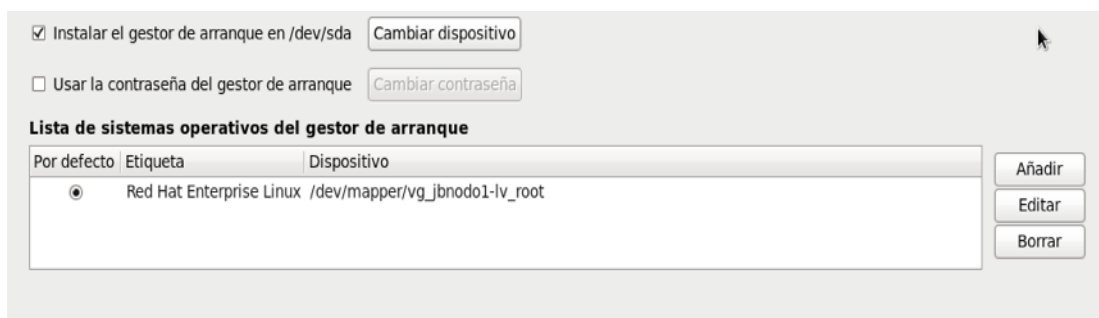 Instalar el gestor de arranque en /dev/sda Cambiar dispositivo
Usar la contraseña del gestor de arranque Cambiar contraseña
Lista de sistemas operativos del gestor de arranque
Por defecto Etiqueta Dispositivo
Red Hat Enterprise Linux /dev/mapper/vg_jbnodo1-lv_root
Añadir
Editar
Borrar